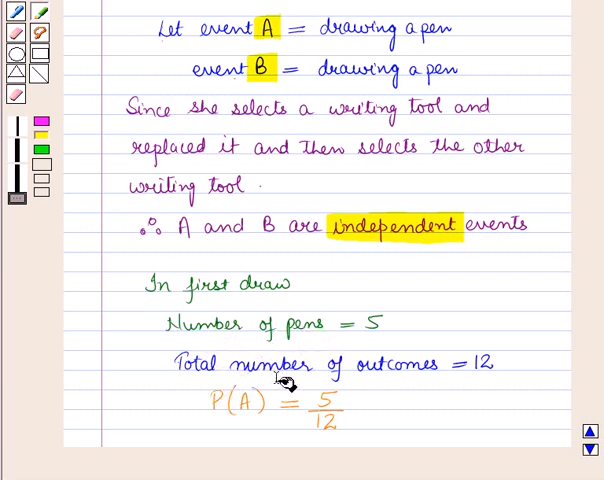 Let event A = drawing a pen
event B = drawing a pen
Since she selects a writing tool and
replaced it and then selects the other
writing tool.
∴ A and B are independent events
In first draw
Number of pens = 5
Total number of outcomes = 12
P(A) = 5/12